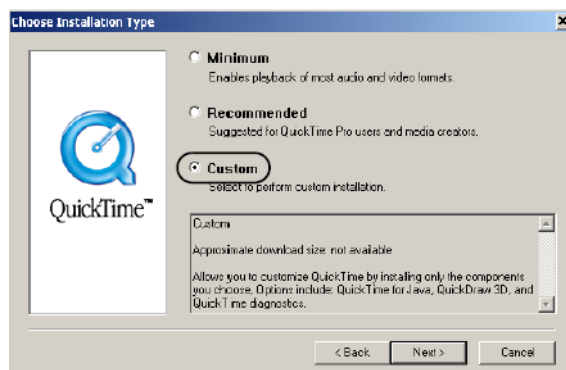 Choose Installation Type
Minimum
Enables playback of most audio and video formats.
Recommended
Suggested for QuickTime Pro users and media creators.
Custom
Select to perform custom installation.
QuickTime™
Custom
Approximate download size: not available
Allows you to customize QuickTime by installing only the components
you choose, Options include: QuickTime for Java, QuickDraw 3D, and
QuickTime diagnostics.
< Back
Next >
Cancel